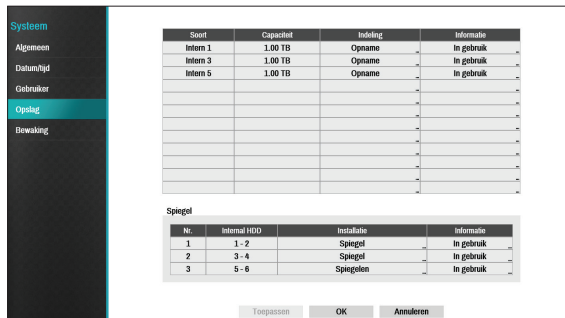 Systeem
Algemeen
Datum/tijd
Gebruiker
Opslag
Bewaking
Soort Capaciteit Indeling Informatie
Intern 1 1.00 TB Opname ... In gebruik ...
Intern 3 1.00 TB Opname ... In gebruik ...
Intern 5 1.00 TB Opname ... In gebruik ...
Spiegel
Nr. Internal HDD Installatie Informatie
1 1 - 2 Spiegel ... In gebruik ...
2 3 - 4 Spiegel ... In gebruik ...
3 5 - 6 Spiegelen ... In gebruik ...
Toepassen OK Annuleren